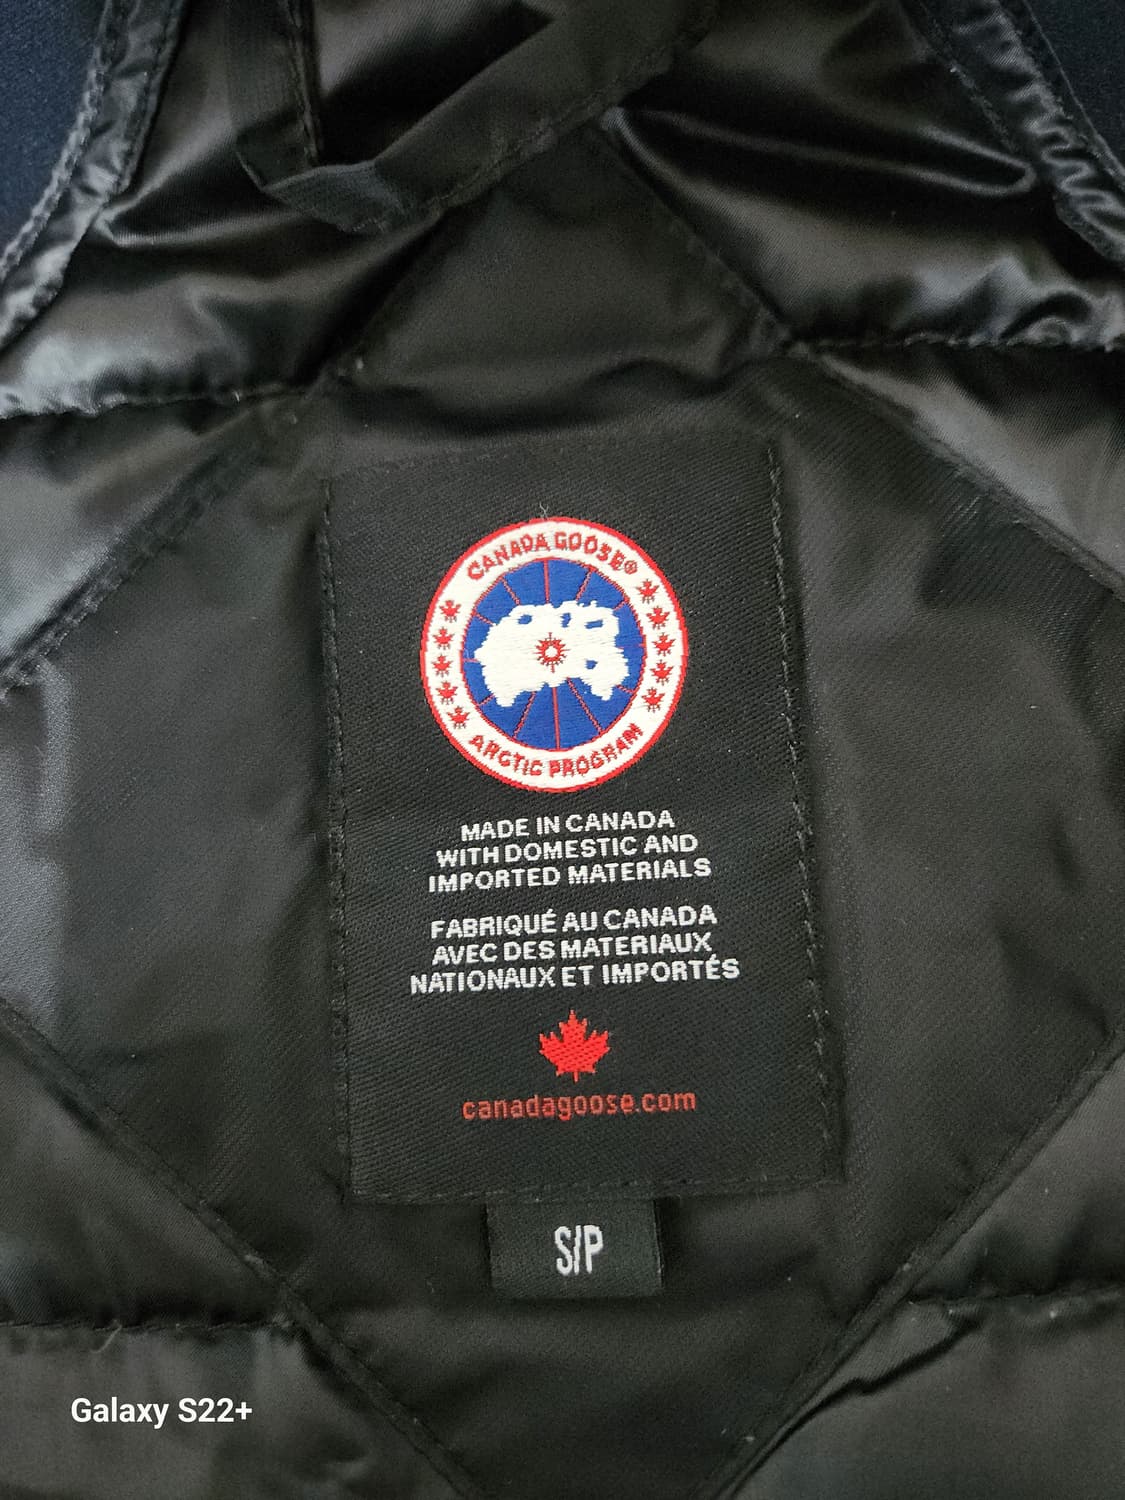 CANADA GOOSE®
ARCTIC PROGRAM
MADE IN CANADA
WITH DOMESTIC AND
IMPORTED MATERIALS
FABRIQUÉ AU CANADA
AVEC DES MATERIAUX
NATIONAUX ET IMPORTÉS
canadagoose.com
S/P
Galaxy S22+